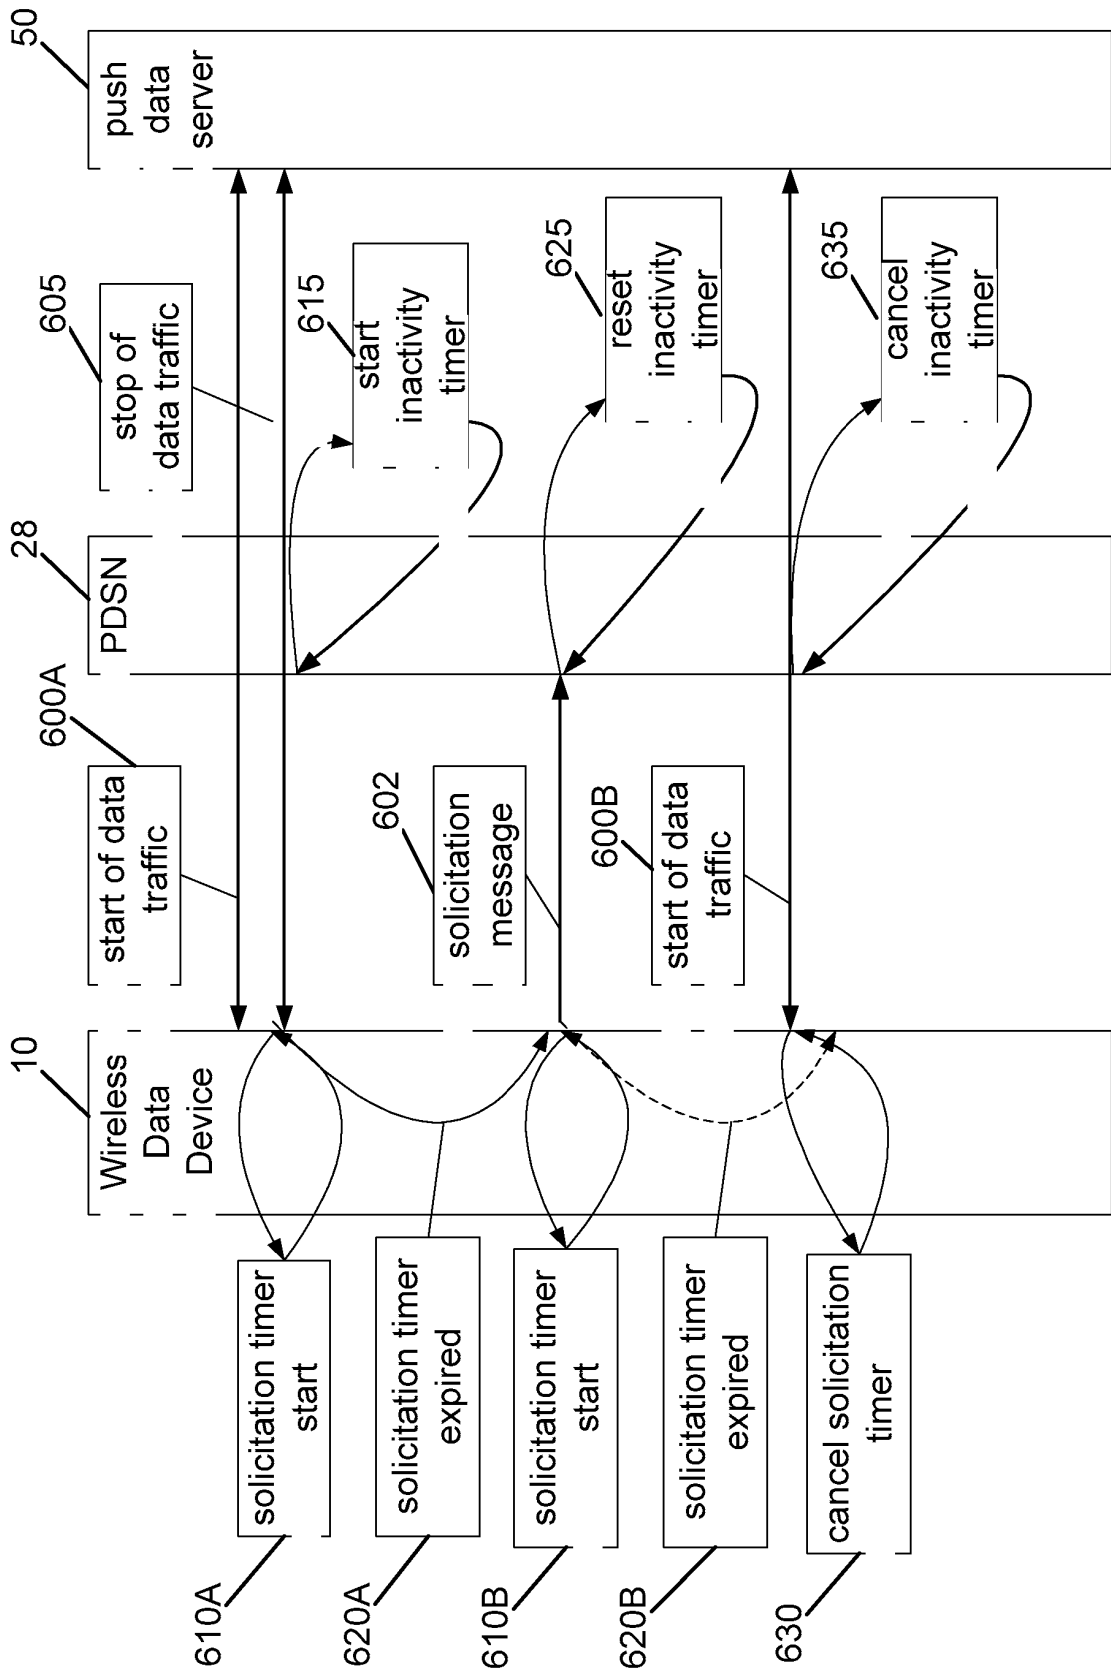 10
Wireless
Data
Device
28
PDSN
50
push
data
server
600A
start of data
traffic
605
stop of
data traffic
610A
solicitation timer
start
615
start
inactivity
timer
620A
solicitation timer
expired
602
solicitation
message
610B
solicitation timer
start
625
reset
inactivity
timer
620B
solicitation timer
expired
600B
start of data
traffic
630
cancel solicitation
timer
635
cancel
inactivity
timer